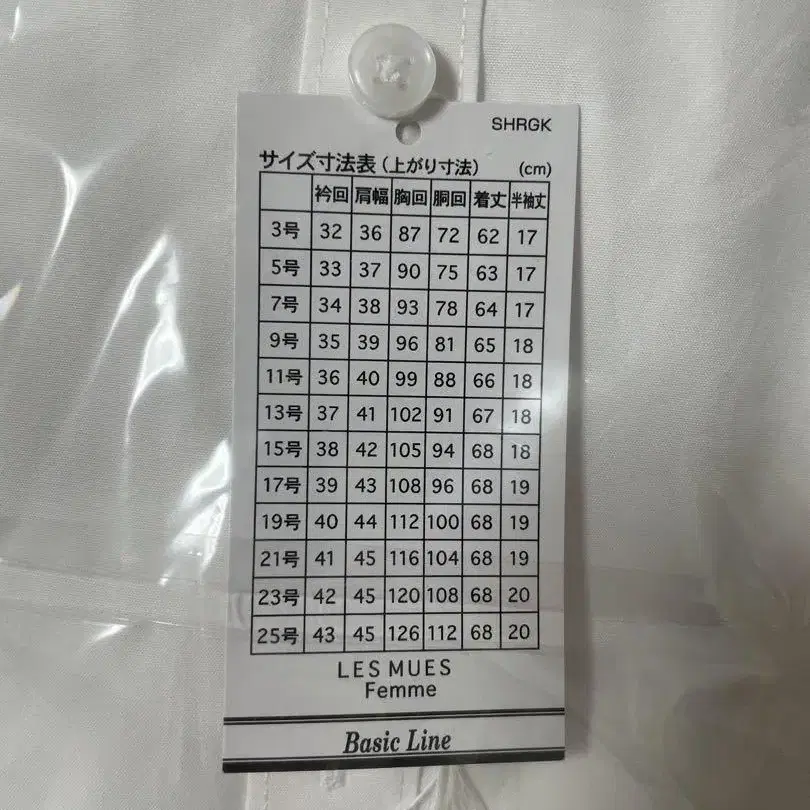 SHRGK
サイズ寸法表(上がり寸法) (cm)
衿回 肩幅 胸回 胴回 着丈 半袖丈
3号 32 36 87 72 62 17
5号 33 37 90 75 63 17
7号 34 38 93 78 64 17
9号 35 39 96 81 65 18
11号 36 40 99 88 66 18
13号 37 41 102 91 67 18
15号 38 42 105 94 68 18
17号 39 43 108 96 68 19
19号 40 44 112 100 68 19
21号 41 45 116 104 68 19
23号 42 45 120 108 68 20
25号 43 45 126 112 68 20
LES MUES
Femme
Basic Line